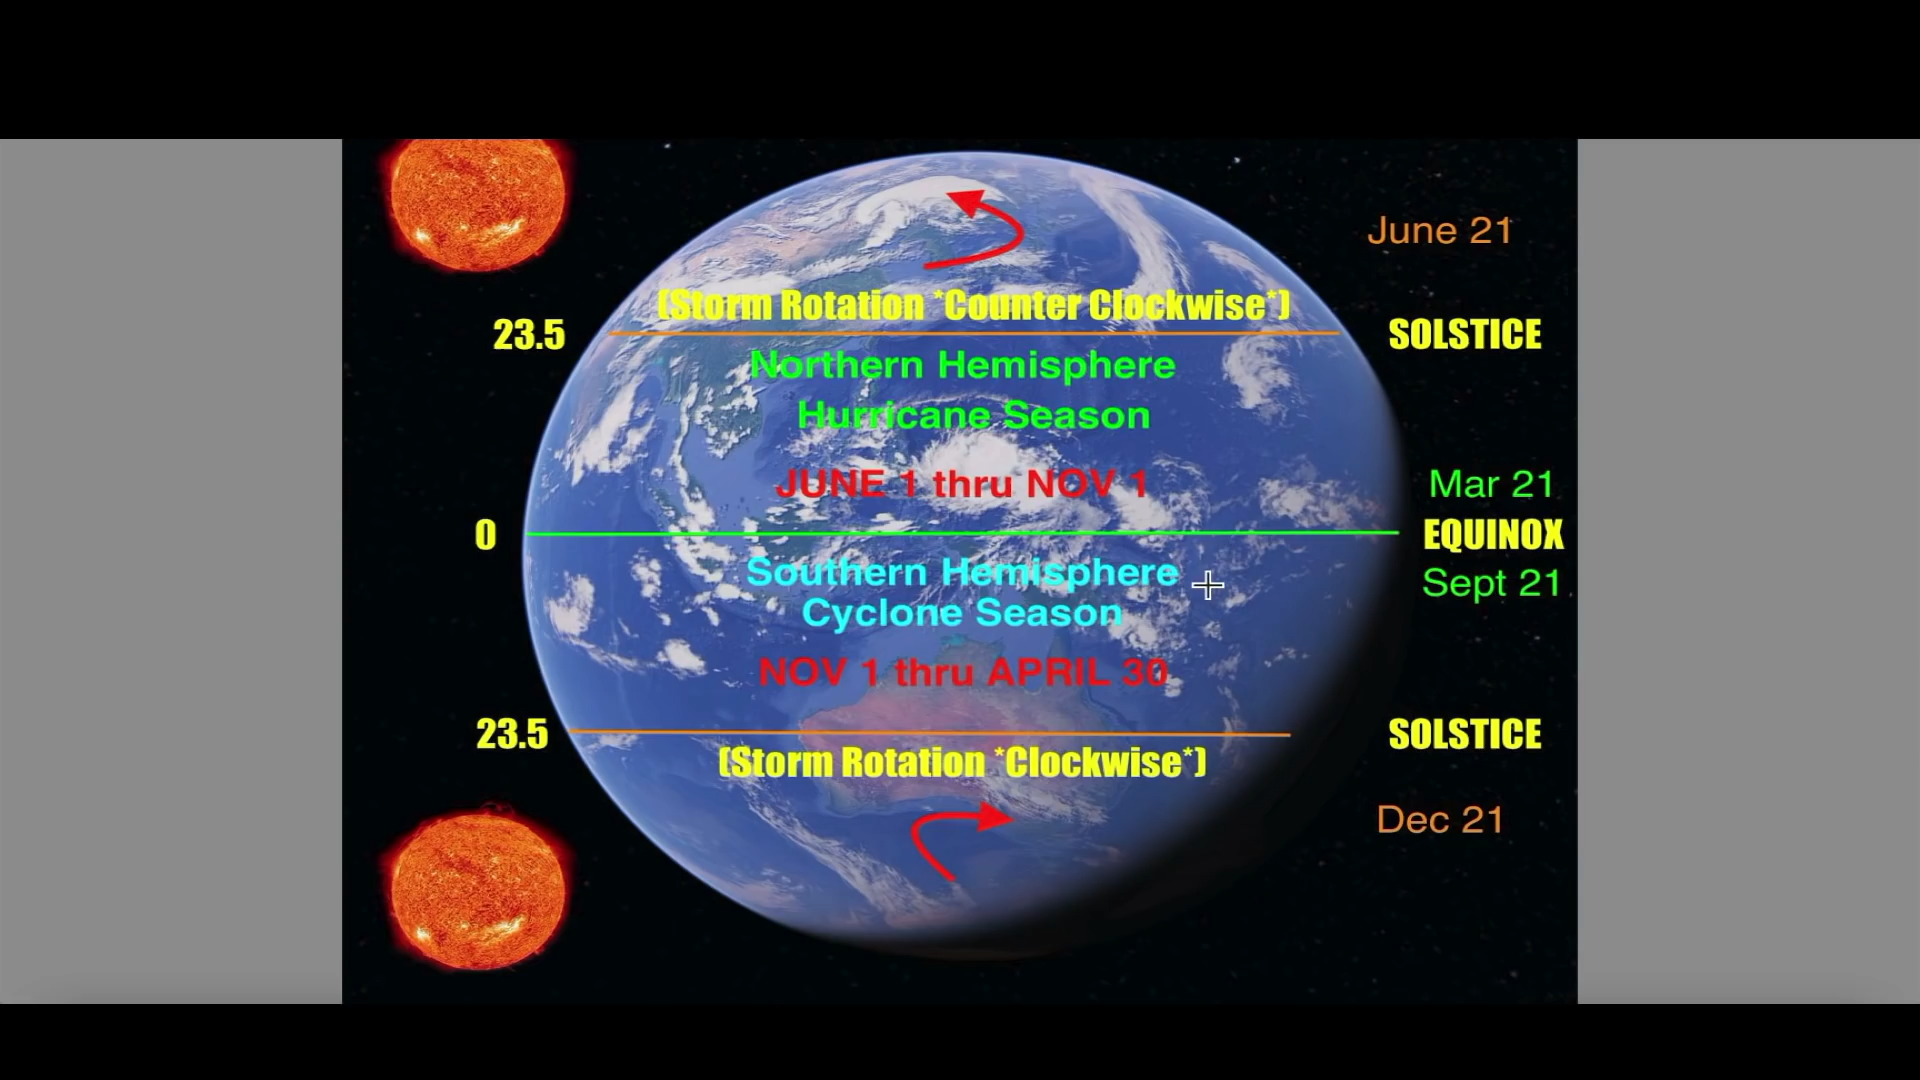 June 21
(Storm Rotation *Counter Clockwise*)
23.5
SOLSTICE
Northern Hemisphere
Hurricane Season
JUNE 1 thru NOV 1
Mar 21
0
EQUINOX
Southern Hemisphere
Sept 21
Cyclone Season
NOV 1 thru APRIL 30
23.5
SOLSTICE
(Storm Rotation *Clockwise*)
Dec 21